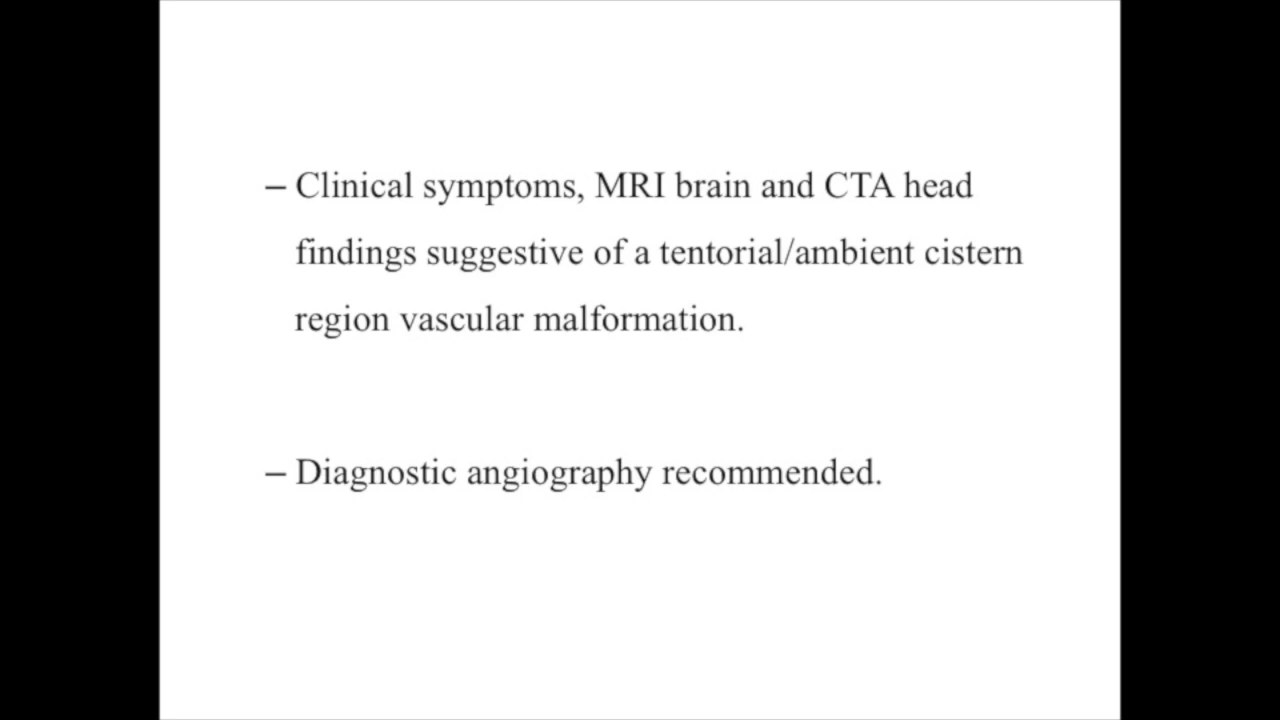 – Clinical symptoms, MRI brain and CTA head
findings suggestive of a tentorial/ambient cistern
region vascular malformation.
– Diagnostic angiography recommended.